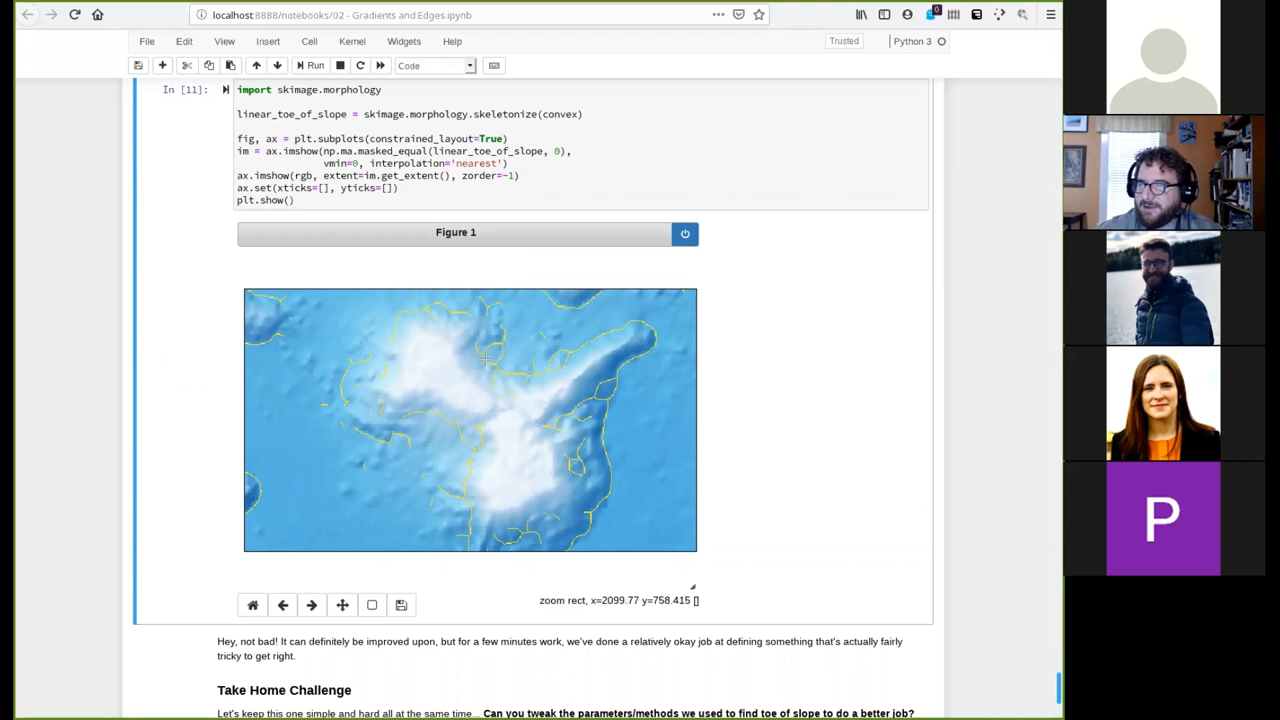 localhost:8888/notebooks/02 - Gradients and Edges.ipynb
0
File Edit View Insert Cell Kernel Widgets Help
Trusted
Python 3
Run
Code
In [11]:
import skimage.morphology
linear_toe_of_slope = skimage.morphology.skeletonize(convex)
fig, ax = plt.subplots(constrained_layout=True)
im = ax.imshow(np.ma.masked_equal(linear_toe_of_slope, 0),
vmin=0, interpolation='nearest')
ax.imshow(rgb, extent=im.get_extent(), zorder=-1)
ax.set(xticks=[], yticks=[])
plt.show()
Figure 1
zoom rect, x=2099.77 y=758.415 []
Hey, not bad! It can definitely be improved upon, but for a few minutes work, we've done a relatively okay job at defining something that's actually fairly
tricky to get right.
Take Home Challenge
Let's keep this one simple and hard all at the same time... Can you tweak the parameters/methods we used to find toe of slope to do a better job?
P